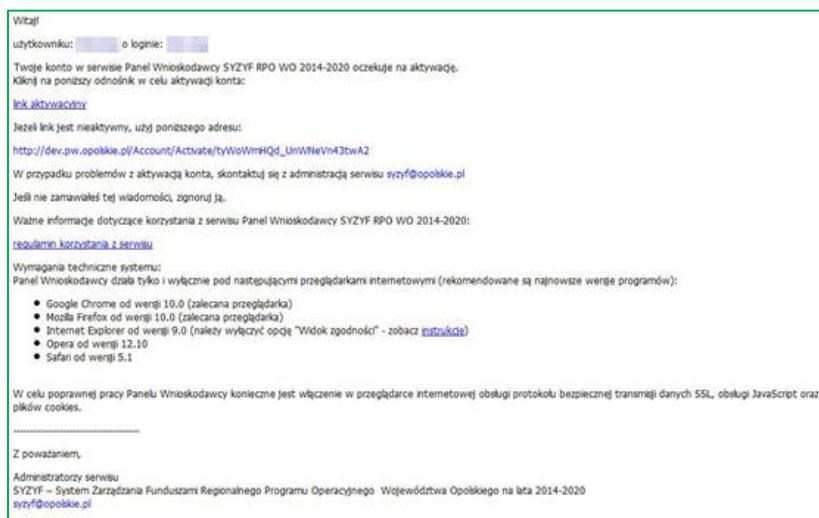 Witaj!
użytkowniku: o loginie:
Twoje konto w serwisie Panel Wnioskodawcy SYZYF RPO WO 2014-2020 oczekuje na aktywację.
Kliknij na poniższy odnośnik w celu aktywacji konta:
link aktywacyjny
Jeżeli link jest nieaktywny, użyj poniższego adresu:
http://dev.pw.opolskie.pl/Account/Activate/tyWoWmHQd_UnWNeVn43twA2
W przypadku problemów z aktywacją konta, skontaktuj się z administracją serwisu syzyf@opolskie.pl
Jeśli nie zamawiałeś tej wiadomości, zignoruj ją.
Ważne informacje dotyczące korzystania z serwisu Panel Wnioskodawcy SYZYF RPO WO 2014-2020:
regulamin korzystania z serwisu
Wymagania techniczne systemu:
Panel Wnioskodawcy działa tylko i wyłącznie pod następującymi przeglądarkami internetowymi (rekomendowane są najnowsze wersje programów):
● Google Chrome od wersji 10.0 (zalecana przeglądarka)
● Mozilla Firefox od wersji 10.0 (zalecana przeglądarka)
● Internet Explorer od wersji 9.0 (należy wyłączyć opcję "Widok zgodności" - zobacz instrukcję)
● Opera od wersji 12.10
● Safari od wersji 5.1
W celu poprawnej pracy Panelu Wnioskodawcy konieczne jest włączenie w przeglądarce internetowej obsługi protokołu bezpiecznej transmisji danych SSL, obsługi JavaScript oraz
plików cookies.
------------------------------------
Z poważaniem,
Administratorzy serwisu
SYZYF – System Zarządzania Funduszami Regionalnego Programu Operacyjnego Województwa Opolskiego na lata 2014-2020
syzyf@opolskie.pl